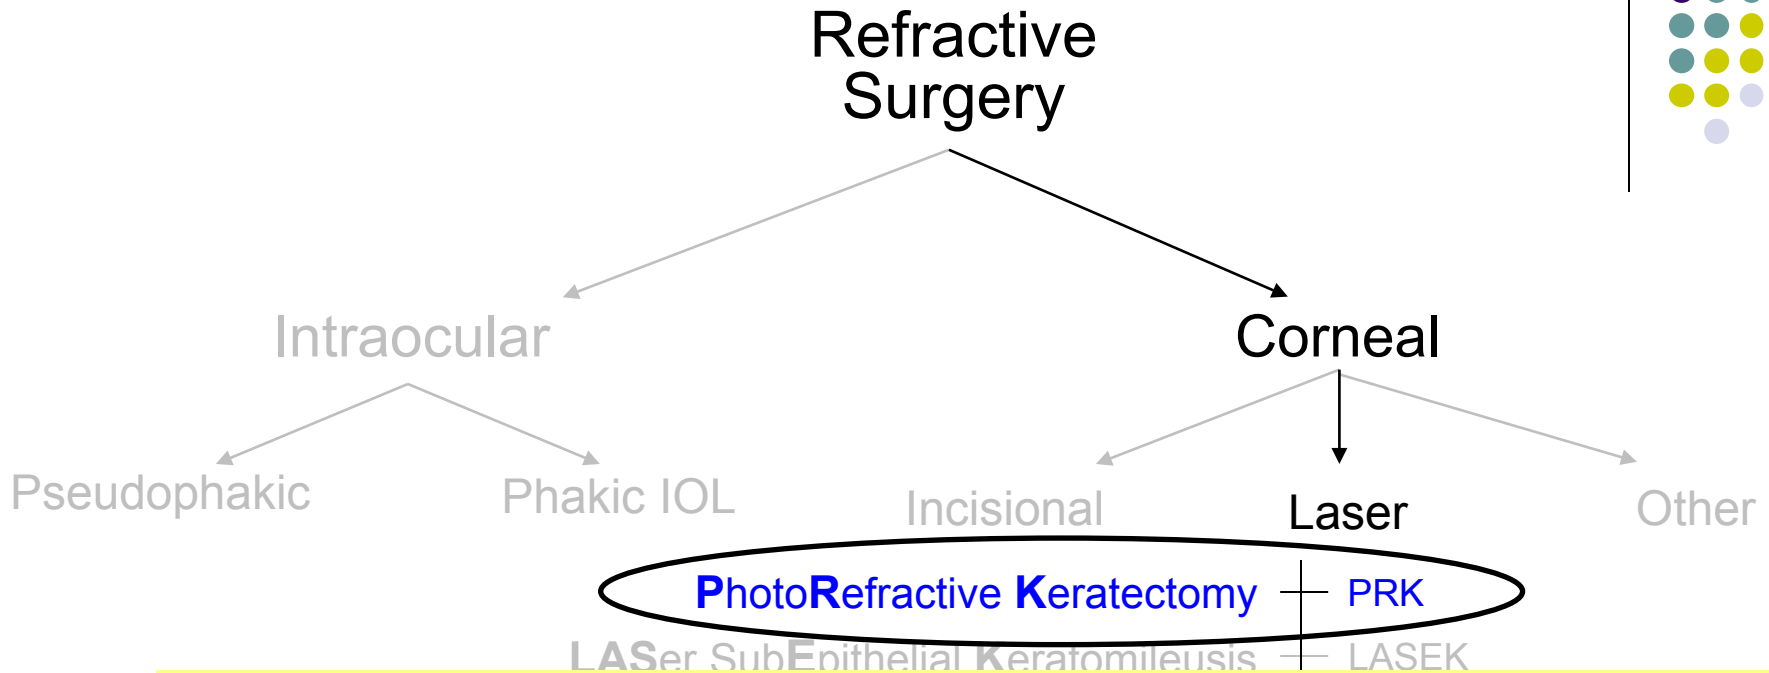 Refractive
Surgery
Intraocular
Corneal
Pseudophakic
Phakic IOL
Incisional
Laser
Other
PhotoRefractive Keratectomy
PRK
LASer SubEpithelial Keratomileusis
LASEK